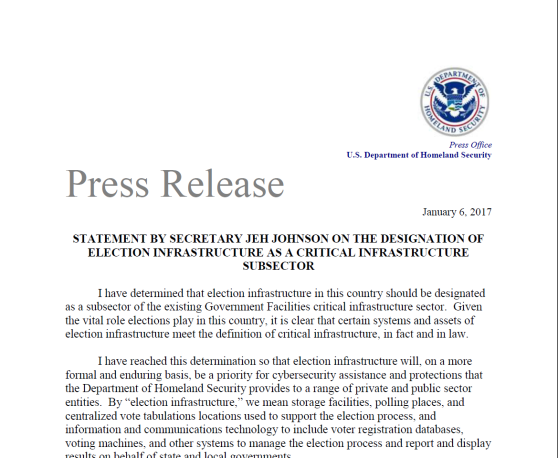 U.S. DEPARTMENT OF HOMELAND SECURITY
Press Office
U.S. Department of Homeland Security
Press Release
January 6, 2017
STATEMENT BY SECRETARY JEH JOHNSON ON THE DESIGNATION OF
ELECTION INFRASTRUCTURE AS A CRITICAL INFRASTRUCTURE
SUBSECTOR
I have determined that election infrastructure in this country should be designated
as a subsector of the existing Government Facilities critical infrastructure sector. Given
the vital role elections play in this country, it is clear that certain systems and assets of
election infrastructure meet the definition of critical infrastructure, in fact and in law.
I have reached this determination so that election infrastructure will, on a more
formal and enduring basis, be a priority for cybersecurity assistance and protections that
the Department of Homeland Security provides to a range of private and public sector
entities. By “election infrastructure,” we mean storage facilities, polling places, and
centralized vote tabulations locations used to support the election process, and
information and communications technology to include voter registration databases,
voting machines, and other systems to manage the election process and report and display
results on behalf of state and local governments.